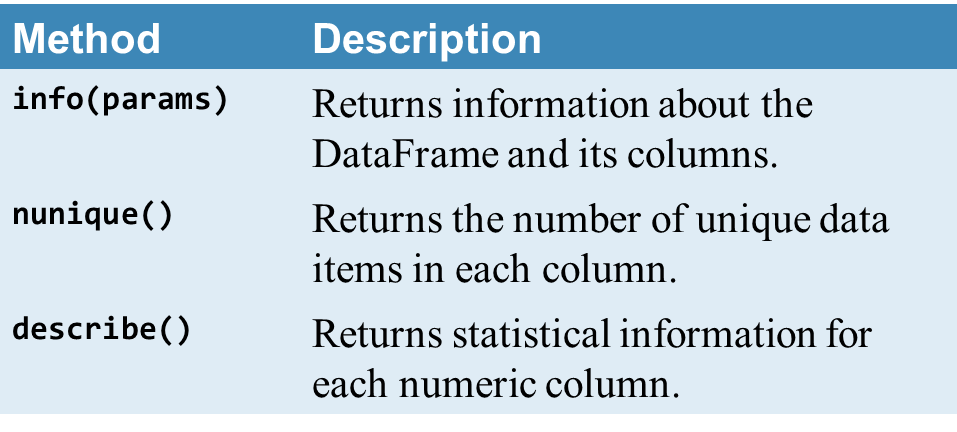 Method Description
info(params) Returns information about the
DataFrame and its columns.
nunique() Returns the number of unique data
items in each column.
describe() Returns statistical information for
each numeric column.